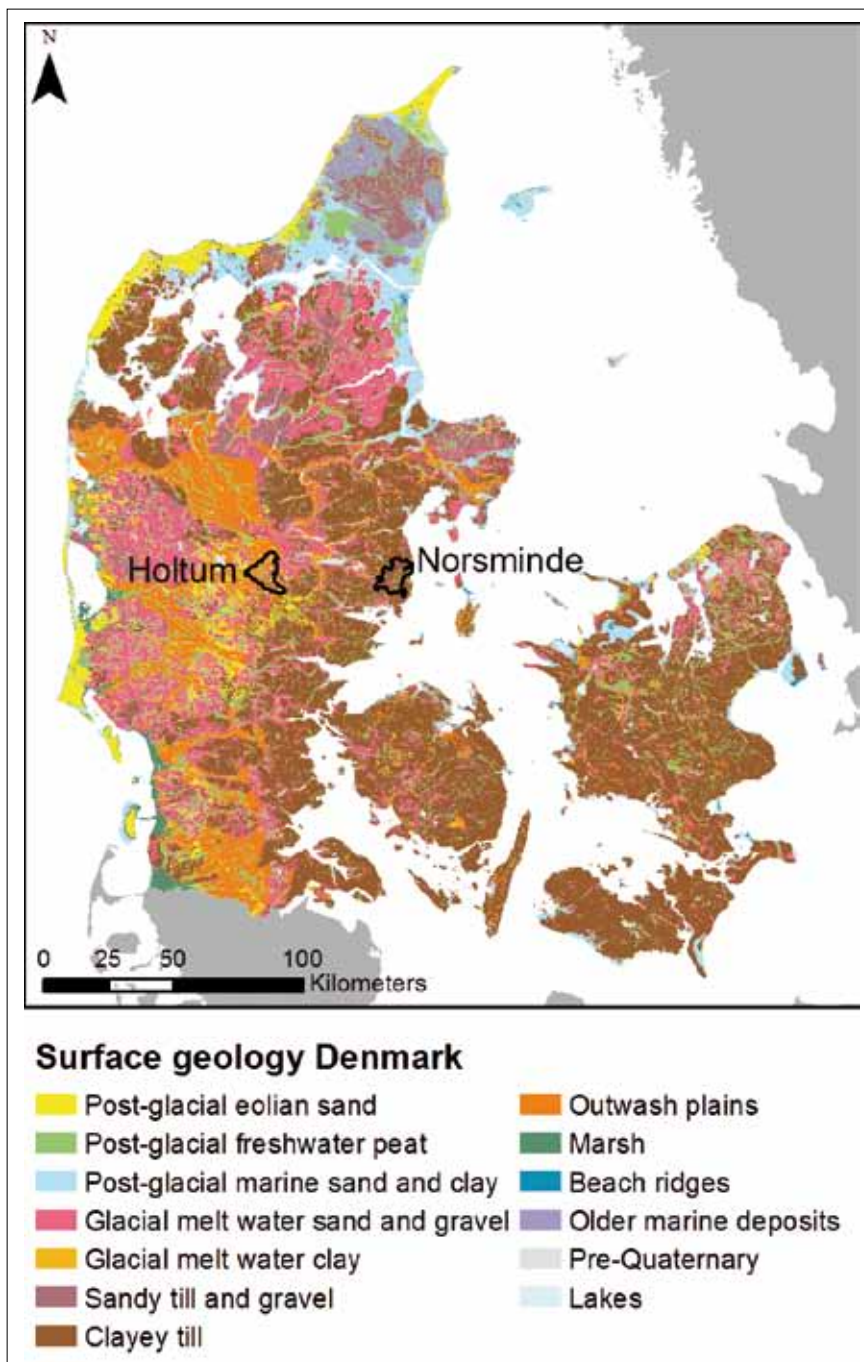 N
Holtum
Norsminde
0 25 50 100
Kilometers
Surface geology Denmark
Post-glacial eolian sand
Post-glacial freshwater peat
Post-glacial marine sand and clay
Glacial melt water sand and gravel
Glacial melt water clay
Sandy till and gravel
Clayey till
Outwash plains
Marsh
Beach ridges
Older marine deposits
Pre-Quaternary
Lakes